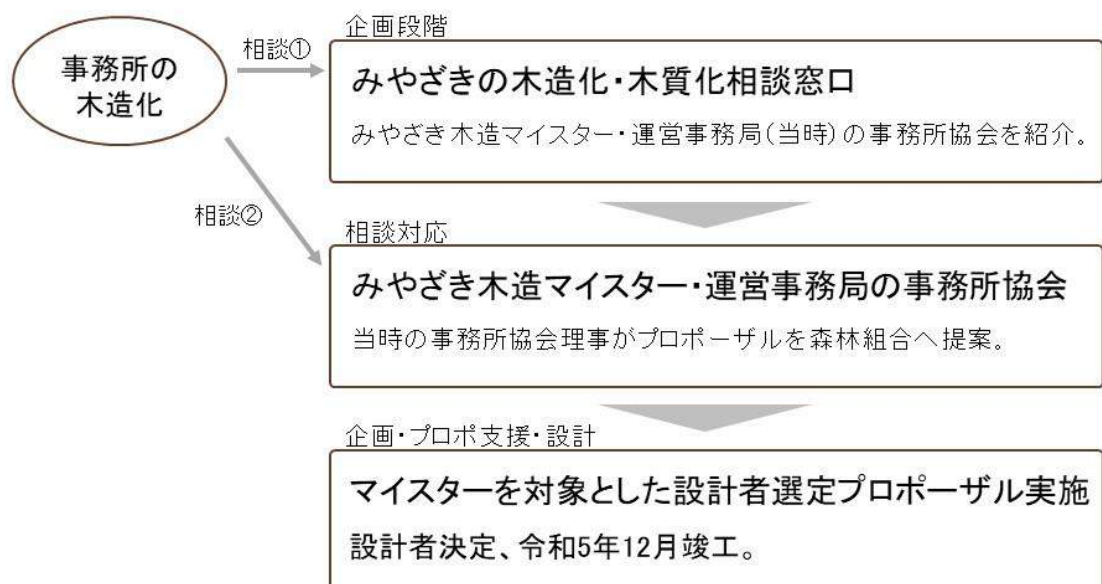 事務所の
木造化
相談①
相談②
企画段階
みやざきの木造化・木質化相談窓口
みやざき木造マイスター・運営事務局(当時)の事務所協会を紹介。
相談対応
みやざき木造マイスター・運営事務局の事務所協会
当時の事務所協会理事がプロポーザルを森林組合へ提案。
企画・プロポ支援・設計
マイスターを対象とした設計者選定プロポーザル実施
設計者決定、令和5年12月竣工。